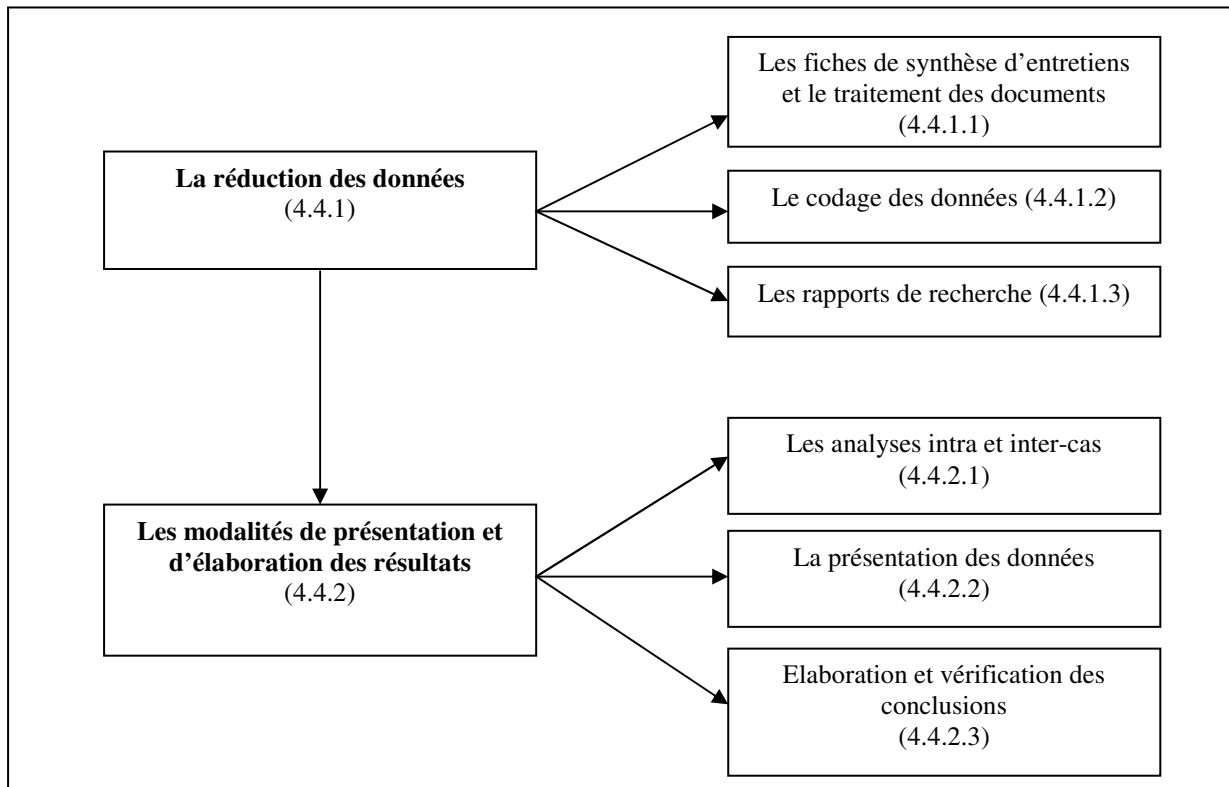 La réduction des données
(4.4.1)
Les fiches de synthèse d’entretiens
et le traitement des documents
(4.4.1.1)
Le codage des données (4.4.1.2)
Les rapports de recherche (4.4.1.3)
Les modalités de présentation et
d’élaboration des résultats
(4.4.2)
Les analyses intra et inter-cas
(4.4.2.1)
La présentation des données
(4.4.2.2)
Elaboration et vérification des
conclusions
(4.4.2.3)